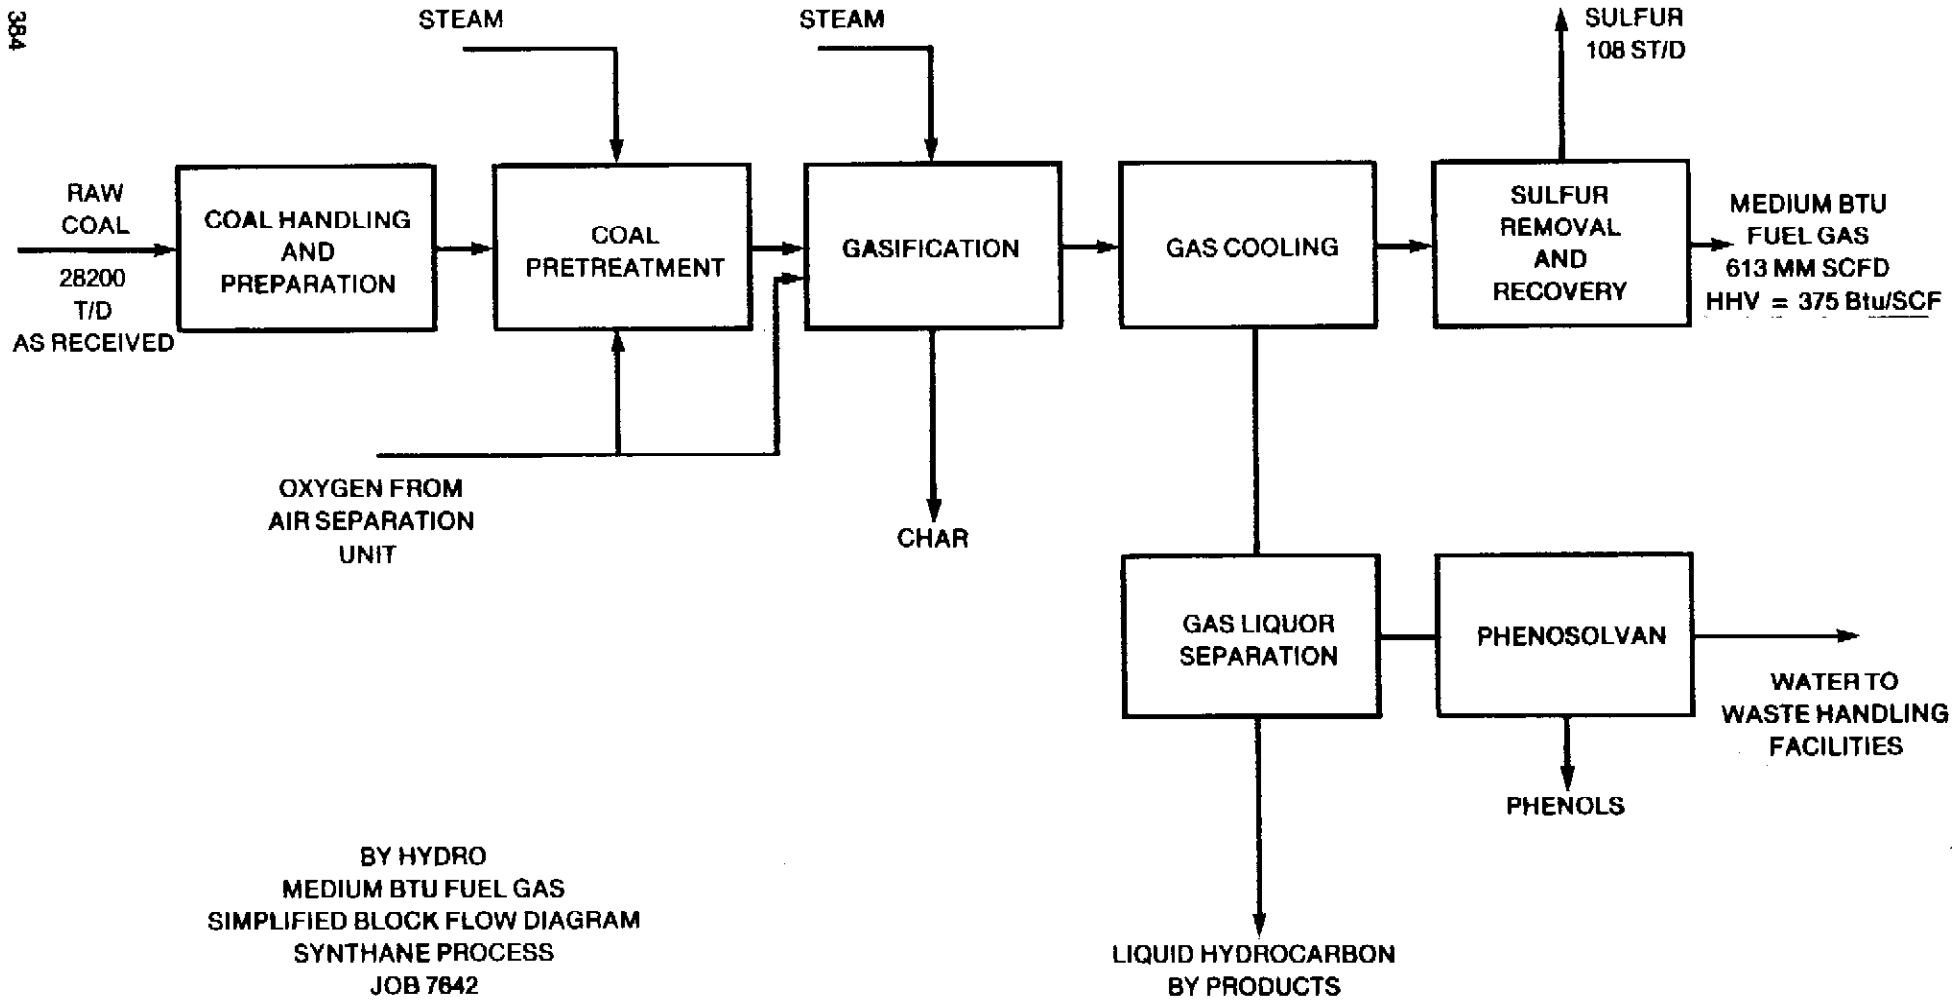 384
STEAM
STEAM
SULFUR
108 ST/D
RAW
COAL
28200
T/D
AS RECEIVED
COAL HANDLING
AND
PREPARATION
COAL
PRETREATMENT
GASIFICATION
GAS COOLING
SULFUR
REMOVAL
AND
RECOVERY
MEDIUM BTU
FUEL GAS
613 MM SCFD
HHV = 375 Btu/SCF
OXYGEN FROM
AIR SEPARATION
UNIT
CHAR
GAS LIQUOR
SEPARATION
PHENOSOLVAN
WATER TO
WASTE HANDLING
FACILITIES
PHENOLS
LIQUID HYDROCARBON
BY PRODUCTS
BY HYDRO
MEDIUM BTU FUEL GAS
SIMPLIFIED BLOCK FLOW DIAGRAM
SYNTHANE PROCESS
JOB 7642